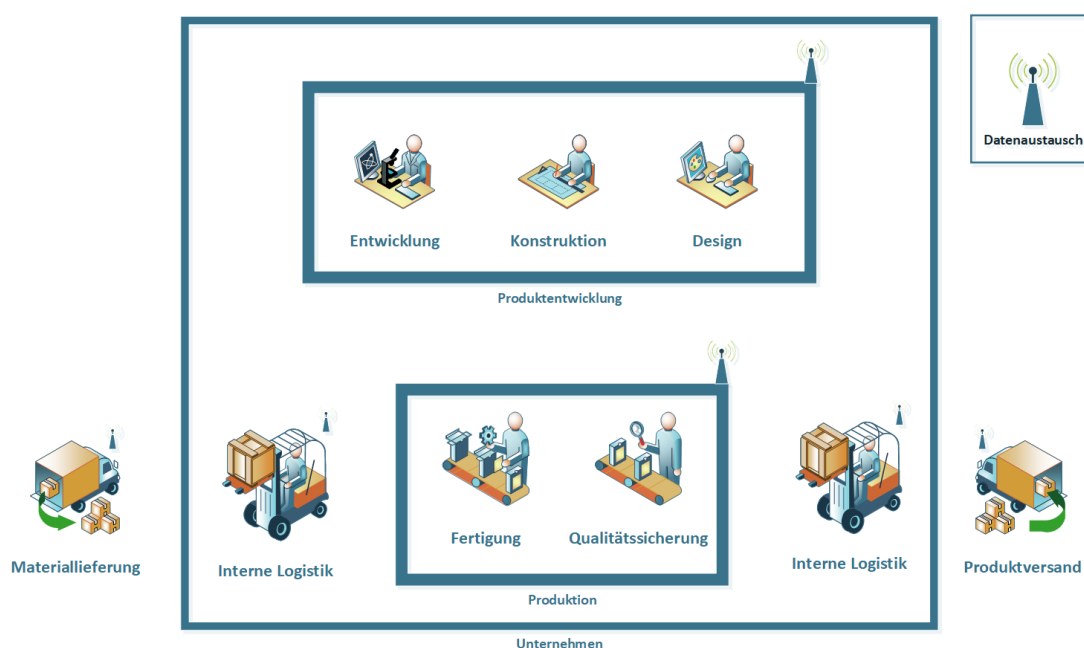 Datenaustausch
Entwicklung
Konstruktion
Design
Produktentwicklung
Fertigung
Qualitätssicherung
Materiallieferung
Interne Logistik
Interne Logistik
Produktversand
Produktion
Unternehmen